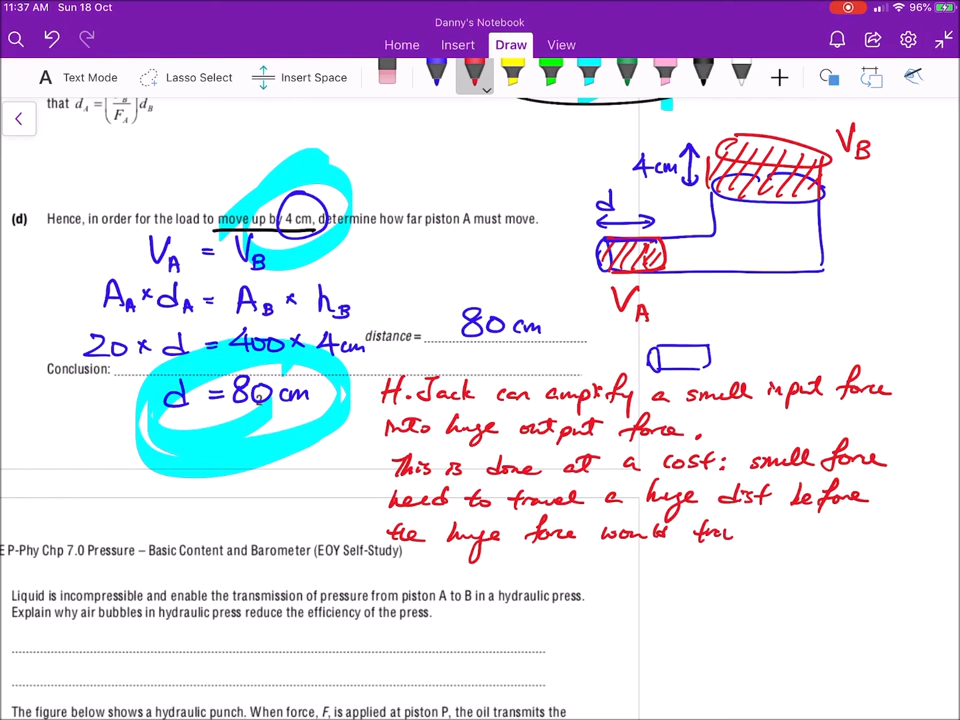 11:37 AM Sun 18 Oct
96%
Danny's Notebook
Home Insert Draw View
A Text Mode Lasso Select Insert Space
that d_A = [ F_A ] d_B
4cm
V_B
d
(d) Hence, in order for the load to move up by 4 cm, determine how far piston A must move.
V_A = V_B
A_A × d_A = A_B × h_B
V_A
distance = 80 cm
20 × d = 400 × 4cm
Conclusion:
d = 80 cm
H. Jack can amplify a small input force
into huge output force.
This is done at a cost: small force
need to travel a huge dist before
the huge force would trav
E P-Phy Chp 7.0 Pressure – Basic Content and Barometer (EOY Self-Study)
Liquid is incompressible and enable the transmission of pressure from piston A to B in a hydraulic press.
Explain why air bubbles in hydraulic press reduce the efficiency of the press.
The figure below shows a hydraulic punch. When force, F, is applied at piston P, the oil transmits the